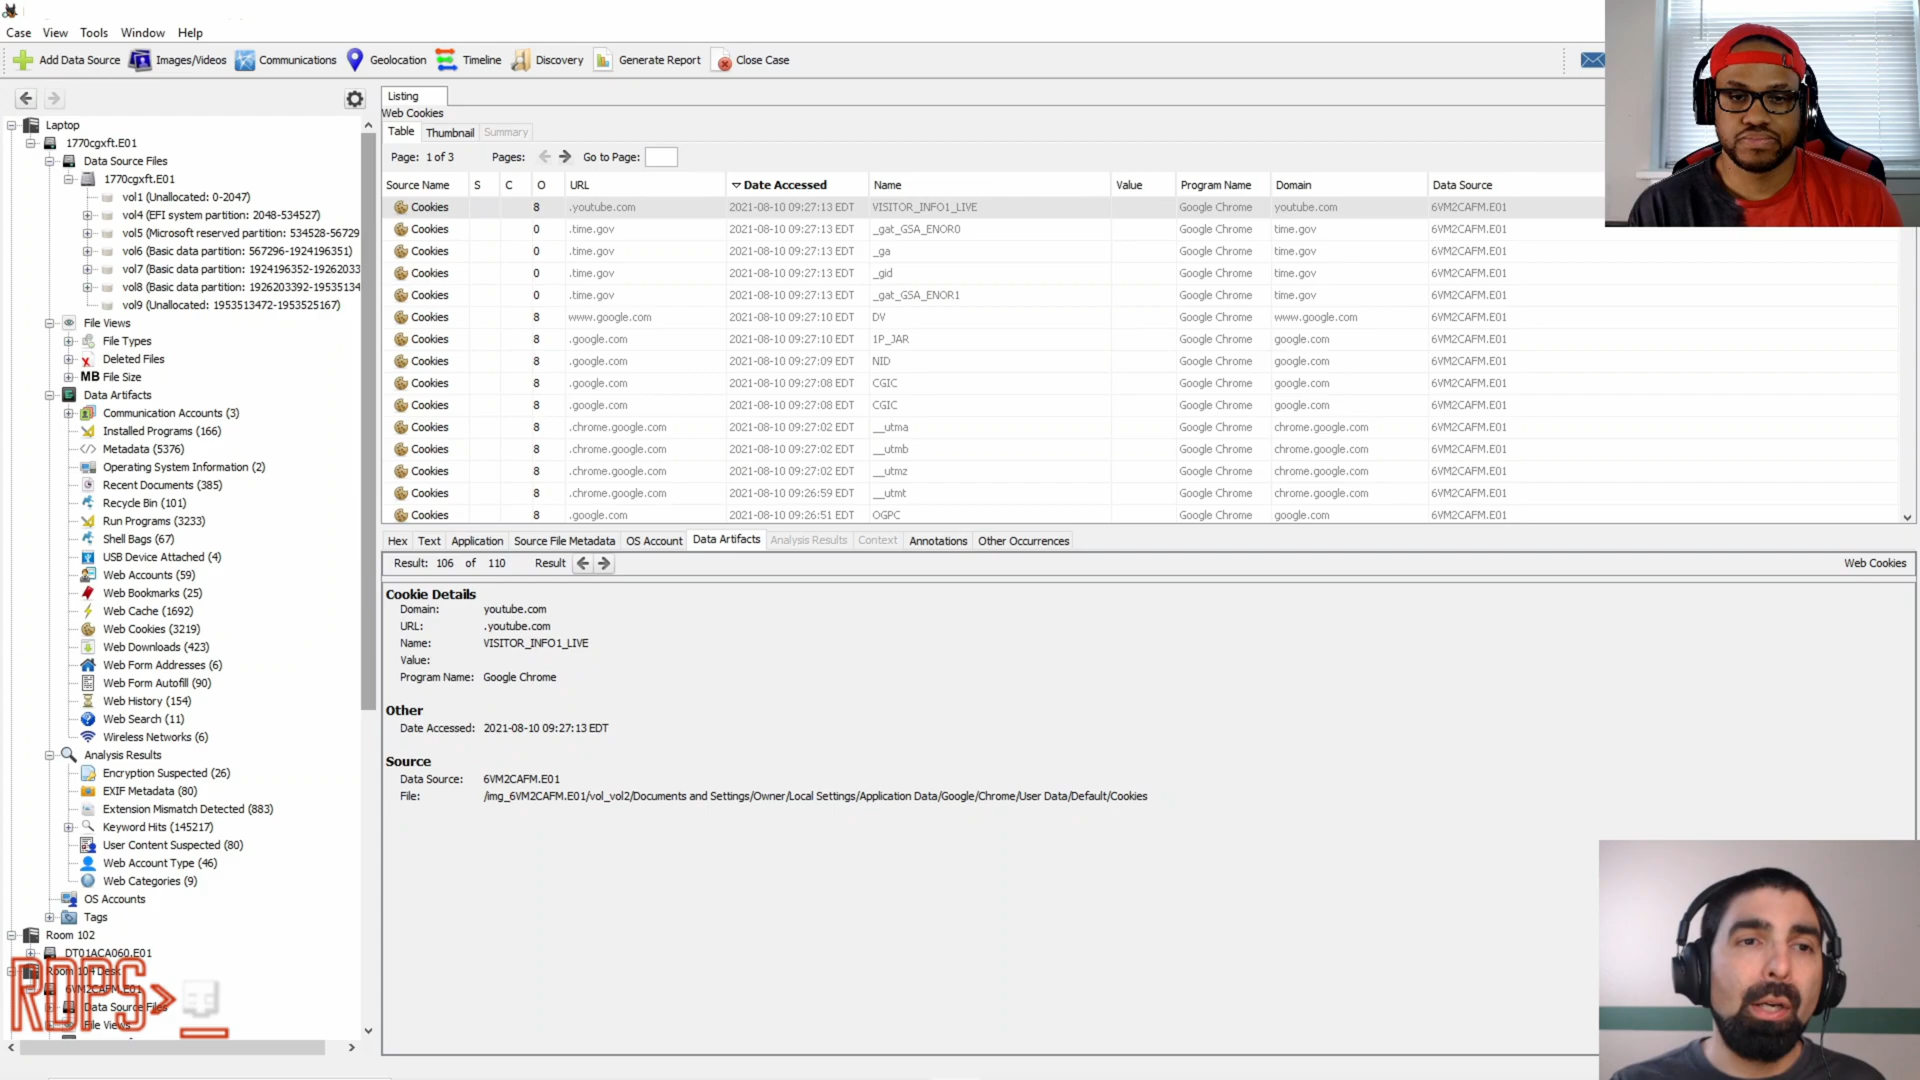 Case View Tools Window Help
Add Data Source Images/Videos Communications Geolocation Timeline Discovery Generate Report Close Case
Laptop
1770cgxft.E01
Data Source Files
1770cgxft.E01
vol1 (Unallocated: 0-2047)
vol4 (EFI system partition: 2048-534527)
vol5 (Microsoft reserved partition: 534528-56729
vol6 (Basic data partition: 567296-1924196351)
vol7 (Basic data partition: 1924196352-19262033
vol8 (Basic data partition: 1926203392-19535134
vol9 (Unallocated: 1953513472-1953525167)
File Views
File Types
Deleted Files
MB File Size
Data Artifacts
Communication Accounts (3)
Installed Programs (166)
Metadata (5376)
Operating System Information (2)
Recent Documents (385)
Recycle Bin (101)
Run Programs (3233)
Shell Bags (67)
USB Device Attached (4)
Web Accounts (59)
Web Bookmarks (25)
Web Cache (1692)
Web Cookies (3219)
Web Downloads (423)
Web Form Addresses (6)
Web Form Autofill (90)
Web History (154)
Web Search (11)
Wireless Networks (6)
Analysis Results
Encryption Suspected (26)
EXIF Metadata (80)
Extension Mismatch Detected (883)
Keyword Hits (145217)
User Content Suspected (80)
Web Account Type (46)
Web Categories (9)
OS Accounts
Tags
Room 102
DT01ACA060.E01
Room 104 Desk
6VM2CAFM.E01
Data Source Files
File Views
RDPS>_
Listing
Web Cookies
Table Thumbnail Summary
Page: 1 of 3 Pages: Go to Page:
Source Name S C O URL Date Accessed Name Value Program Name Domain Data Source
Cookies 8 .youtube.com 2021-08-10 09:27:13 EDT VISITOR_INFO1_LIVE Google Chrome youtube.com 6VM2CAFM.E01
Cookies 0 .time.gov 2021-08-10 09:27:13 EDT _gat_GSA_ENOR0 Google Chrome time.gov 6VM2CAFM.E01
Cookies 0 .time.gov 2021-08-10 09:27:13 EDT _ga Google Chrome time.gov 6VM2CAFM.E01
Cookies 0 .time.gov 2021-08-10 09:27:13 EDT _gid Google Chrome time.gov 6VM2CAFM.E01
Cookies 0 .time.gov 2021-08-10 09:27:13 EDT _gat_GSA_ENOR1 Google Chrome time.gov 6VM2CAFM.E01
Cookies 8 www.google.com 2021-08-10 09:27:10 EDT DV Google Chrome www.google.com 6VM2CAFM.E01
Cookies 8 .google.com 2021-08-10 09:27:10 EDT 1P_JAR Google Chrome google.com 6VM2CAFM.E01
Cookies 8 .google.com 2021-08-10 09:27:09 EDT NID Google Chrome google.com 6VM2CAFM.E01
Cookies 8 .google.com 2021-08-10 09:27:08 EDT CGIC Google Chrome google.com 6VM2CAFM.E01
Cookies 8 .google.com 2021-08-10 09:27:08 EDT CGIC Google Chrome google.com 6VM2CAFM.E01
Cookies 8 .chrome.google.com 2021-08-10 09:27:02 EDT __utma Google Chrome chrome.google.com 6VM2CAFM.E01
Cookies 8 .chrome.google.com 2021-08-10 09:27:02 EDT __utmb Google Chrome chrome.google.com 6VM2CAFM.E01
Cookies 8 .chrome.google.com 2021-08-10 09:27:02 EDT __utmz Google Chrome chrome.google.com 6VM2CAFM.E01
Cookies 8 .chrome.google.com 2021-08-10 09:26:59 EDT __utmt Google Chrome chrome.google.com 6VM2CAFM.E01
Cookies 8 .google.com 2021-08-10 09:26:51 EDT OGPC Google Chrome google.com 6VM2CAFM.E01
Hex Text Application Source File Metadata OS Account Data Artifacts Analysis Results Context Annotations Other Occurrences
Result: 106 of 110 Result Web Cookies
Cookie Details
Domain: youtube.com
URL: .youtube.com
Name: VISITOR_INFO1_LIVE
Value:
Program Name: Google Chrome
Other
Date Accessed: 2021-08-10 09:27:13 EDT
Source
Data Source: 6VM2CAFM.E01
File: /img_6VM2CAFM.E01/vol_vol2/Documents and Settings/Owner/Local Settings/Application Data/Google/Chrome/User Data/Default/Cookies